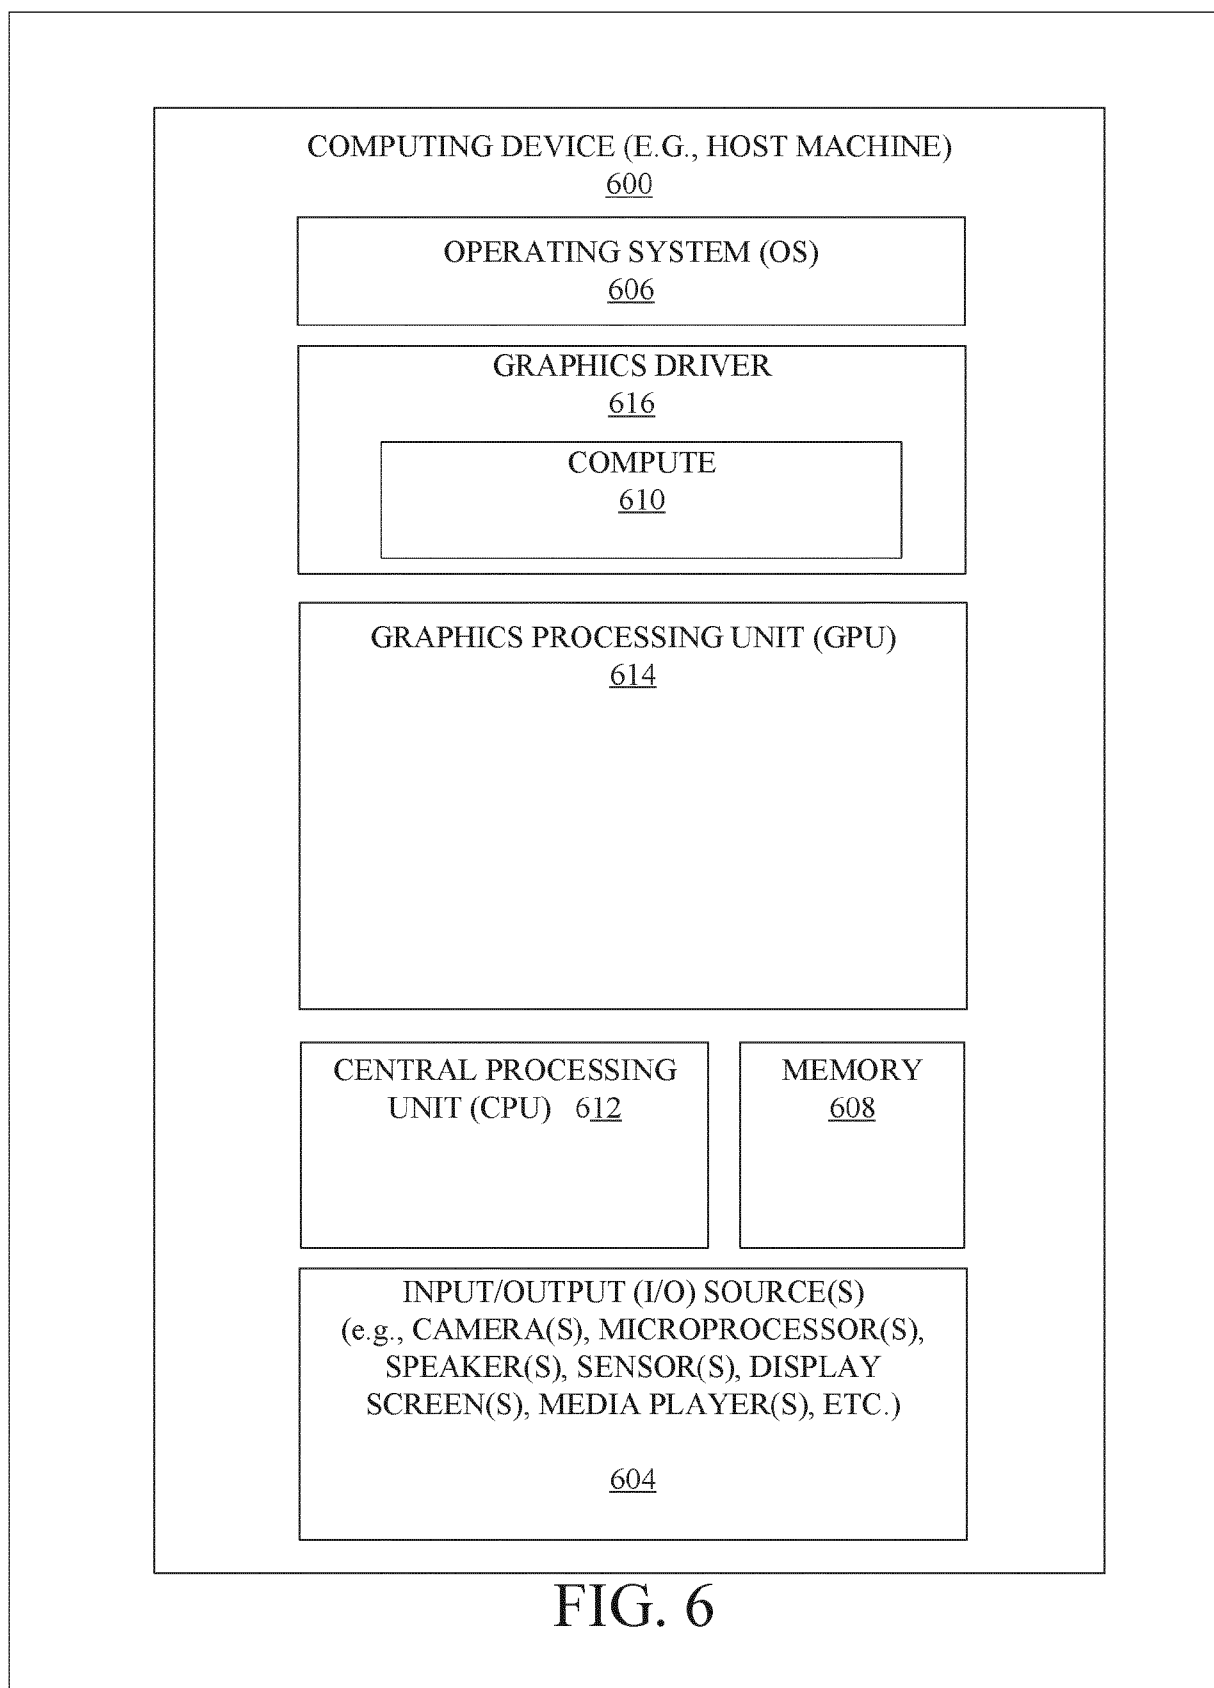 COMPUTING DEVICE (E.G., HOST MACHINE)
600
OPERATING SYSTEM (OS)
606
GRAPHICS DRIVER
616
COMPUTE
610
GRAPHICS PROCESSING UNIT (GPU)
614
CENTRAL PROCESSING
UNIT (CPU) 612
MEMORY
608
INPUT/OUTPUT (I/O) SOURCE(S)
(e.g., CAMERA(S), MICROPROCESSOR(S),
SPEAKER(S), SENSOR(S), DISPLAY
SCREEN(S), MEDIA PLAYER(S), ETC.)
604
FIG. 6